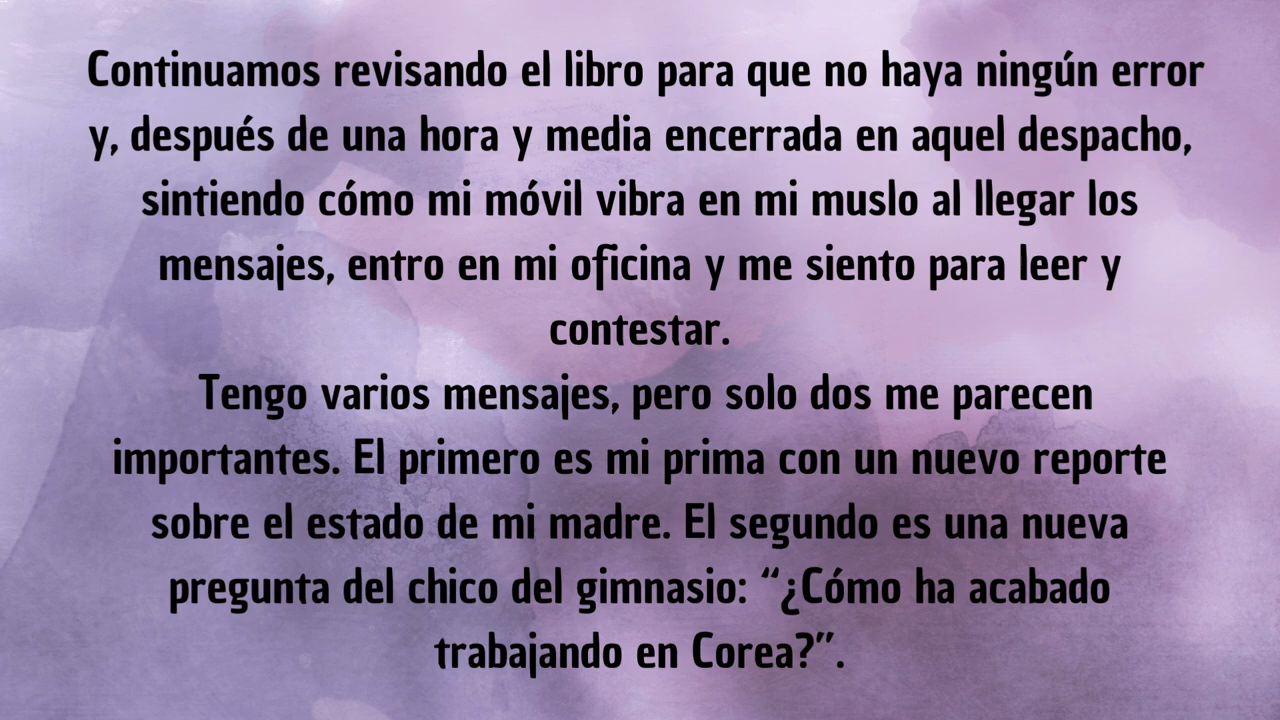 Continuamos revisando el libro para que no haya ningún error
y, después de una hora y media encerrada en aquel despacho,
sintiendo cómo mi móvil vibra en mi muslo al llegar los
mensajes, entro en mi oficina y me siento para leer y
contestar.
Tengo varios mensajes, pero solo dos me parecen
importantes. El primero es mi prima con un nuevo reporte
sobre el estado de mi madre. El segundo es una nueva
pregunta del chico del gimnasio: “¿Cómo ha acabado
trabajando en Corea?”.